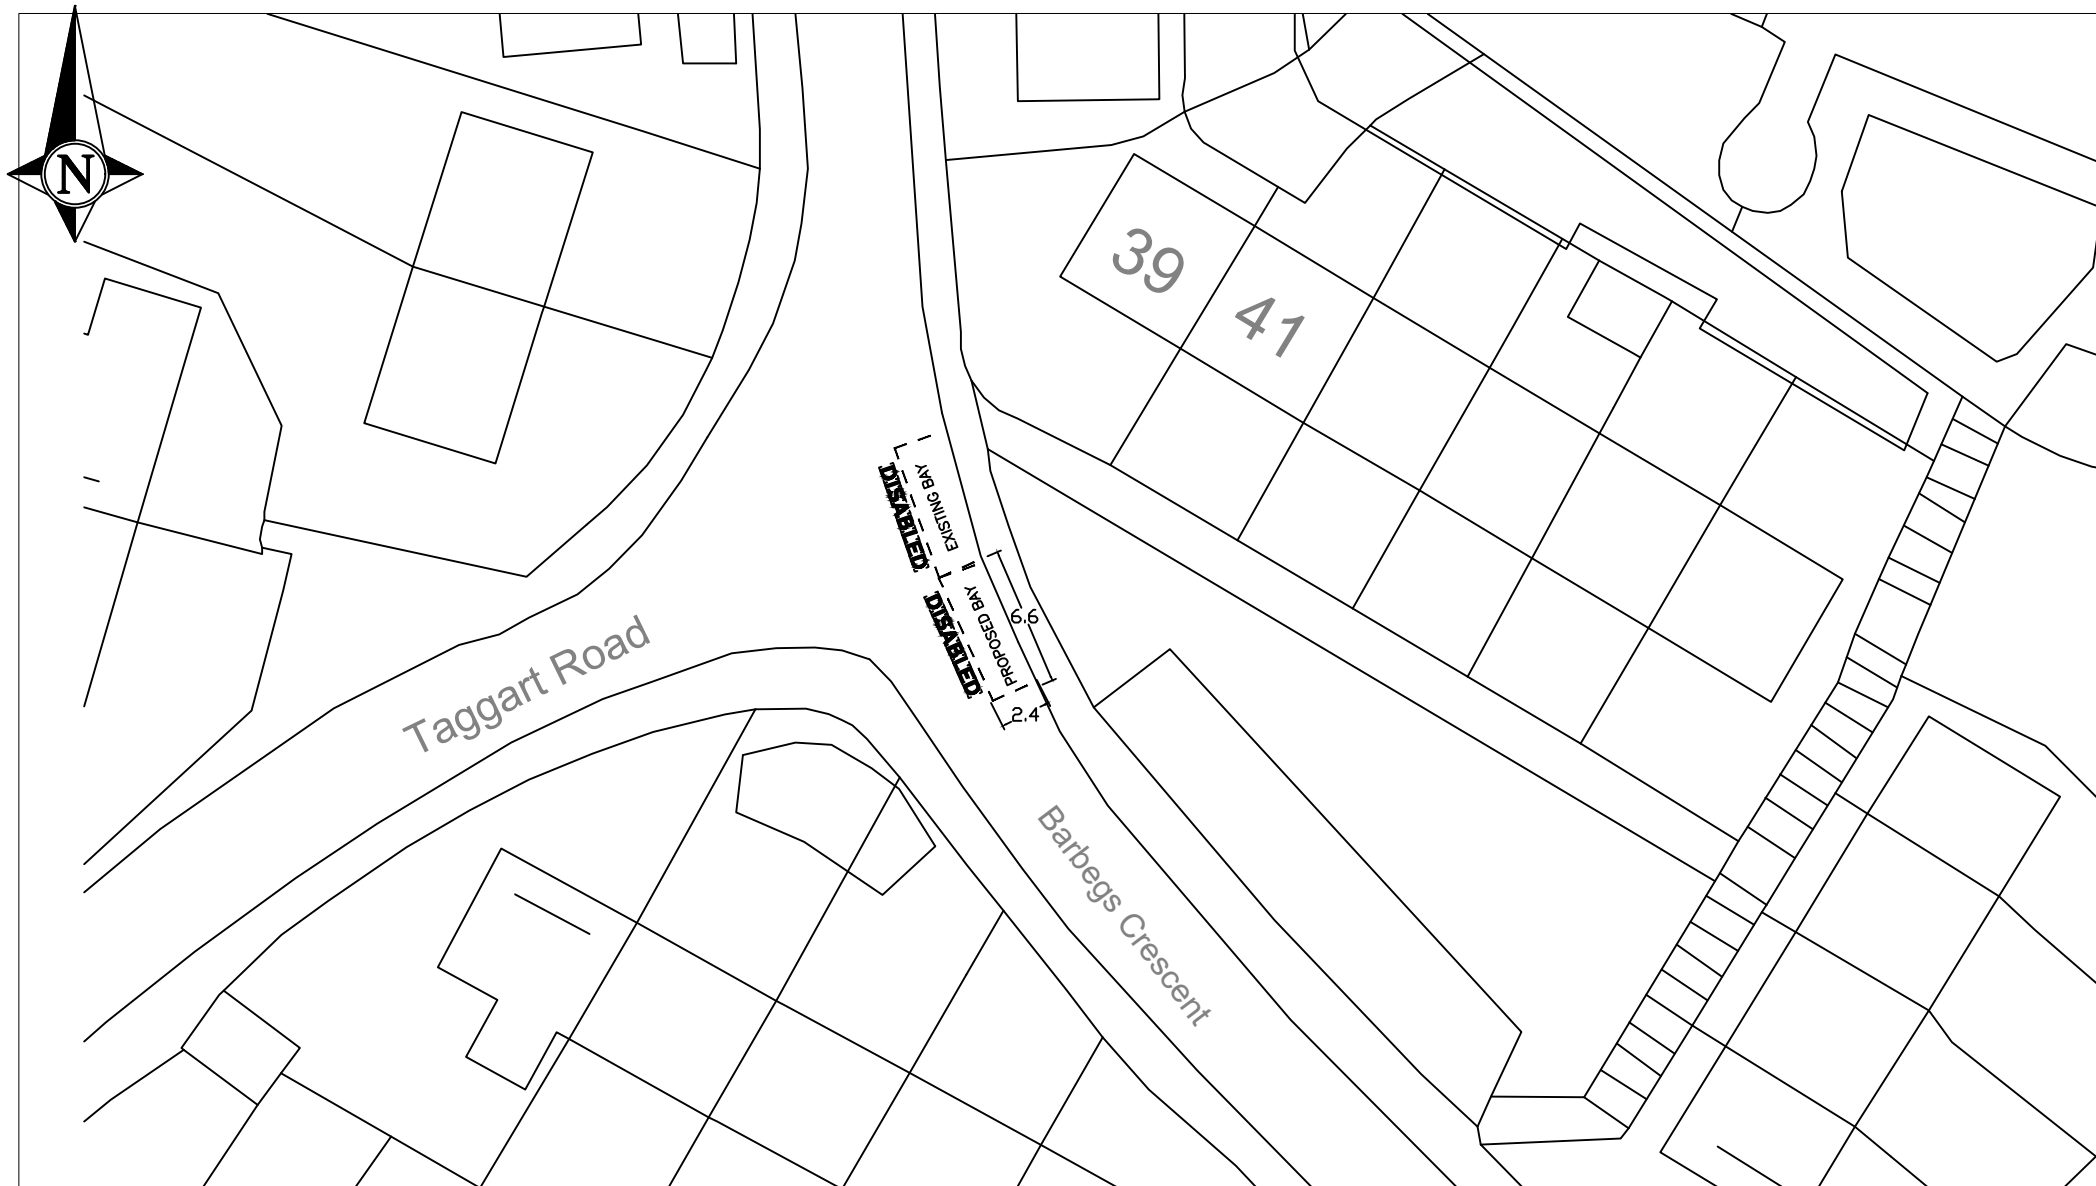 N
39
41
DISABLED
EXISTING BAY
DISABLED
PROPOSED BAY
6.6
2.4
Taggart Road
Barbegs Crescent